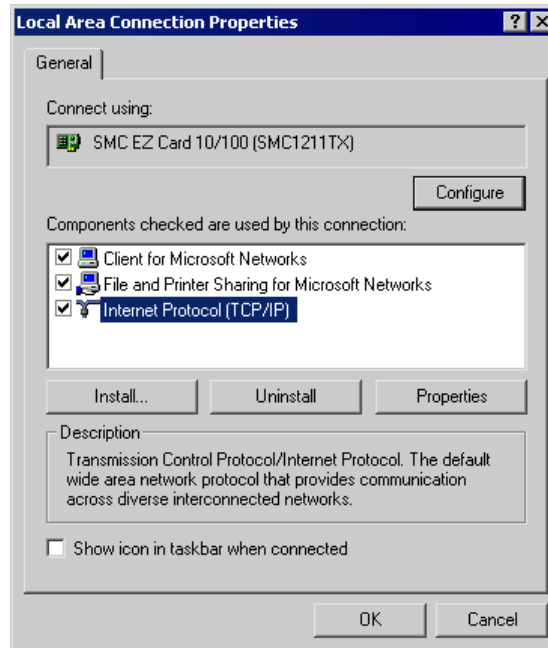 Local Area Connection Properties
General
Connect using:
SMC EZ Card 10/100 (SMC1211TX)
Configure
Components checked are used by this connection:
Client for Microsoft Networks
File and Printer Sharing for Microsoft Networks
Internet Protocol (TCP/IP)
Install... Uninstall Properties
Description
Transmission Control Protocol/Internet Protocol. The default
wide area network protocol that provides communication
across diverse interconnected networks.
Show icon in taskbar when connected
OK Cancel